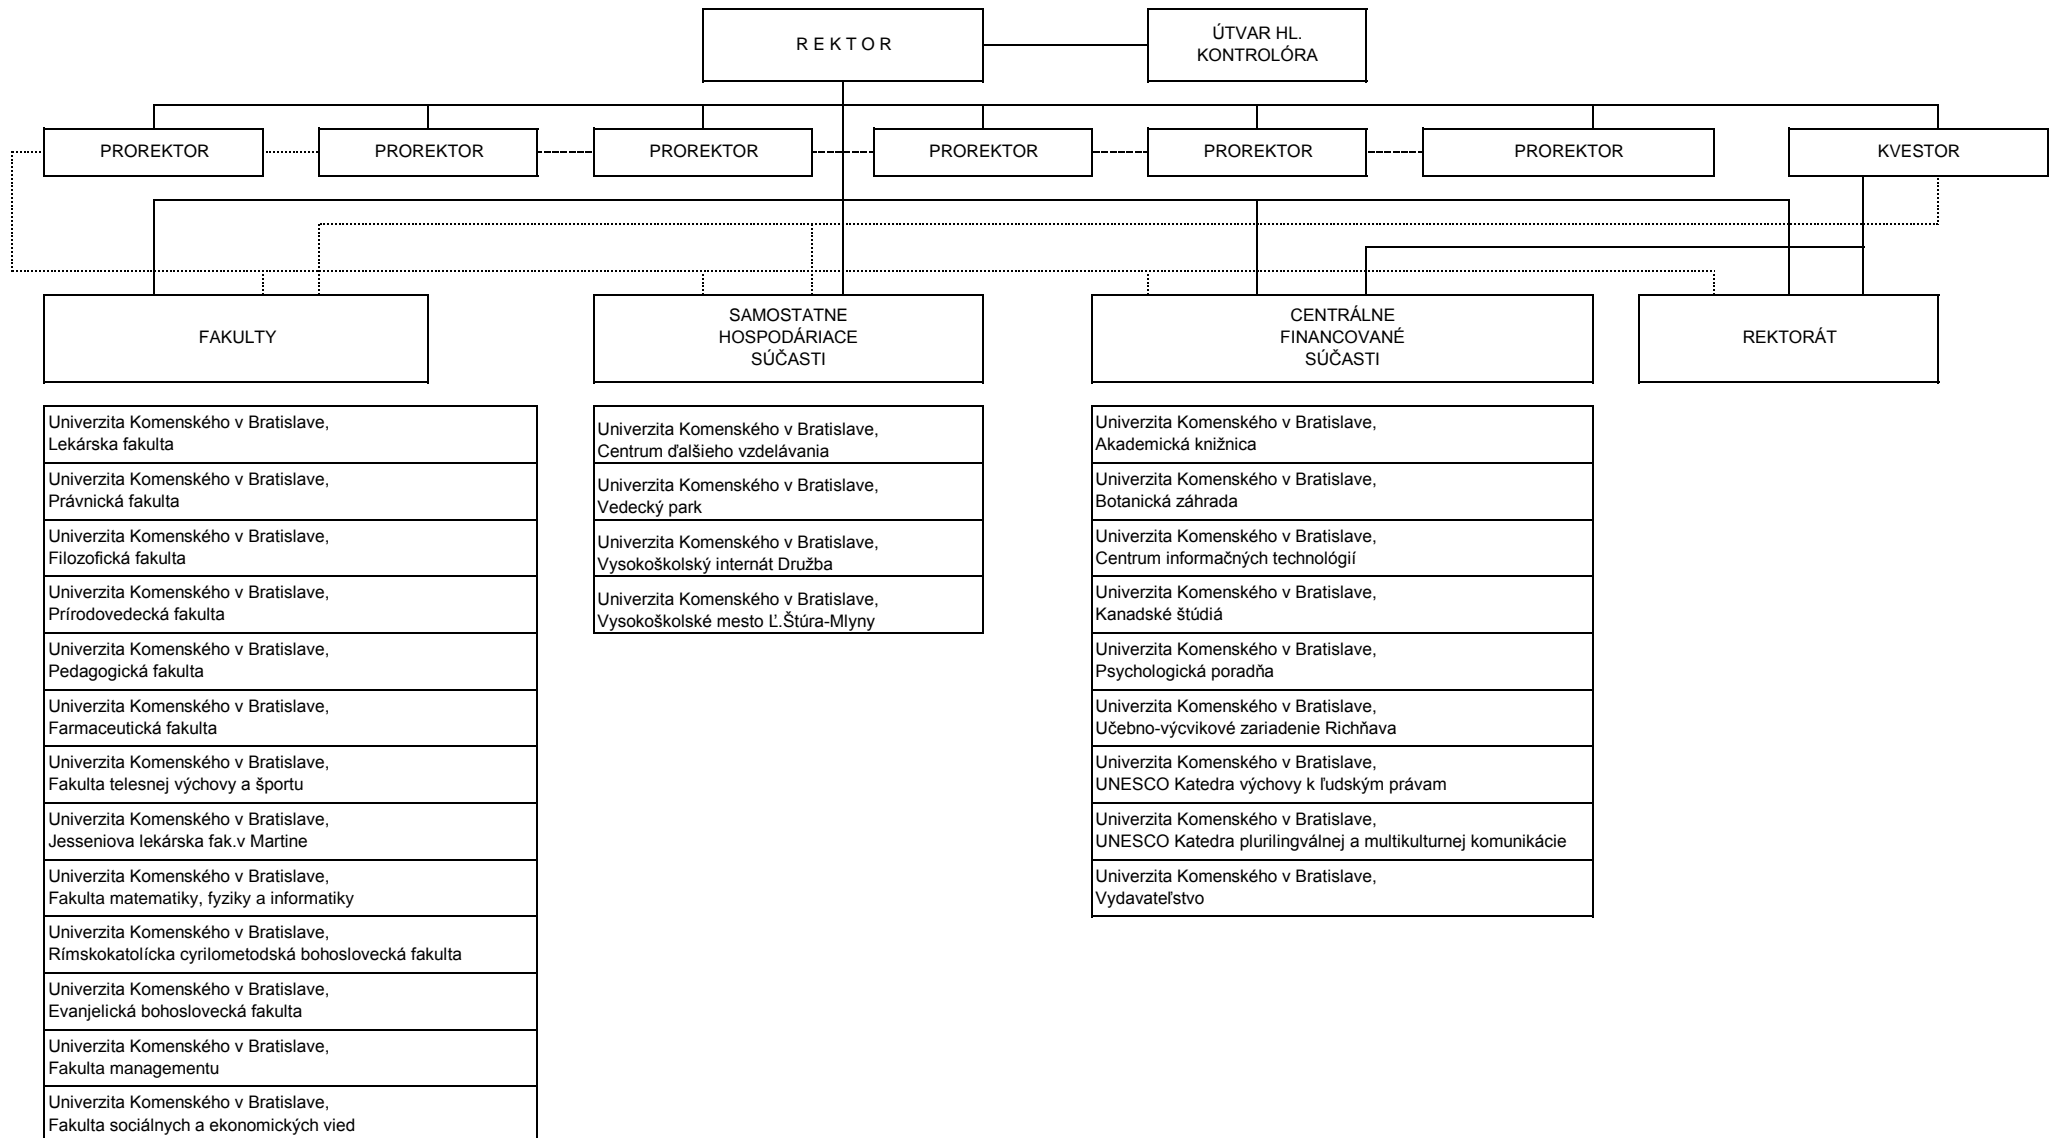 R E K T O R
ÚTVAR HL.
KONTROLÓRA
PROREKTOR
PROREKTOR
PROREKTOR
PROREKTOR
PROREKTOR
PROREKTOR
KVESTOR
FAKULTY
SAMOSTATNE
HOSPODÁRIACE
SÚČASTI
CENTRÁLNE
FINANCOVANÉ
SÚČASTI
REKTORÁT
Univerzita Komenského v Bratislave,
Lekárska fakulta
Univerzita Komenského v Bratislave,
Právnická fakulta
Univerzita Komenského v Bratislave,
Filozofická fakulta
Univerzita Komenského v Bratislave,
Prírodovedecká fakulta
Univerzita Komenského v Bratislave,
Pedagogická fakulta
Univerzita Komenského v Bratislave,
Farmaceutická fakulta
Univerzita Komenského v Bratislave,
Fakulta telesnej výchovy a športu
Univerzita Komenského v Bratislave,
Jesseniova lekárska fak.v Martine
Univerzita Komenského v Bratislave,
Fakulta matematiky, fyziky a informatiky
Univerzita Komenského v Bratislave,
Rímskokatolícka cyrilometodská bohoslovecká fakulta
Univerzita Komenského v Bratislave,
Evanjelická bohoslovecká fakulta
Univerzita Komenského v Bratislave,
Fakulta managementu
Univerzita Komenského v Bratislave,
Fakulta sociálnych a ekonomických vied
Univerzita Komenského v Bratislave,
Centrum ďalšieho vzdelávania
Univerzita Komenského v Bratislave,
Vedecký park
Univerzita Komenského v Bratislave,
Vysokoškolský internát Družba
Univerzita Komenského v Bratislave,
Vysokoškolské mesto Ľ.Štúra-Mlyny
Univerzita Komenského v Bratislave,
Akademická knižnica
Univerzita Komenského v Bratislave,
Botanická záhrada
Univerzita Komenského v Bratislave,
Centrum informačných technológií
Univerzita Komenského v Bratislave,
Kanadské štúdiá
Univerzita Komenského v Bratislave,
Psychologická poradňa
Univerzita Komenského v Bratislave,
Učebno-výcvikové zariadenie Richňava
Univerzita Komenského v Bratislave,
UNESCO Katedra výchovy k ľudským právam
Univerzita Komenského v Bratislave,
UNESCO Katedra plurilingválnej a multikulturnej komunikácie
Univerzita Komenského v Bratislave,
Vydavateľstvo